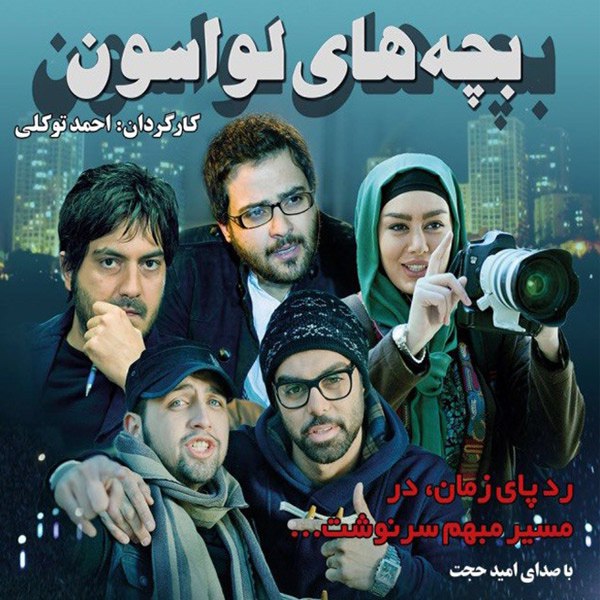 بچه های لواسون
کارگردان: احمد توکلی
رد پای زمان، در
مسیر مبهم سرنوشت...
با صدای امید حجت